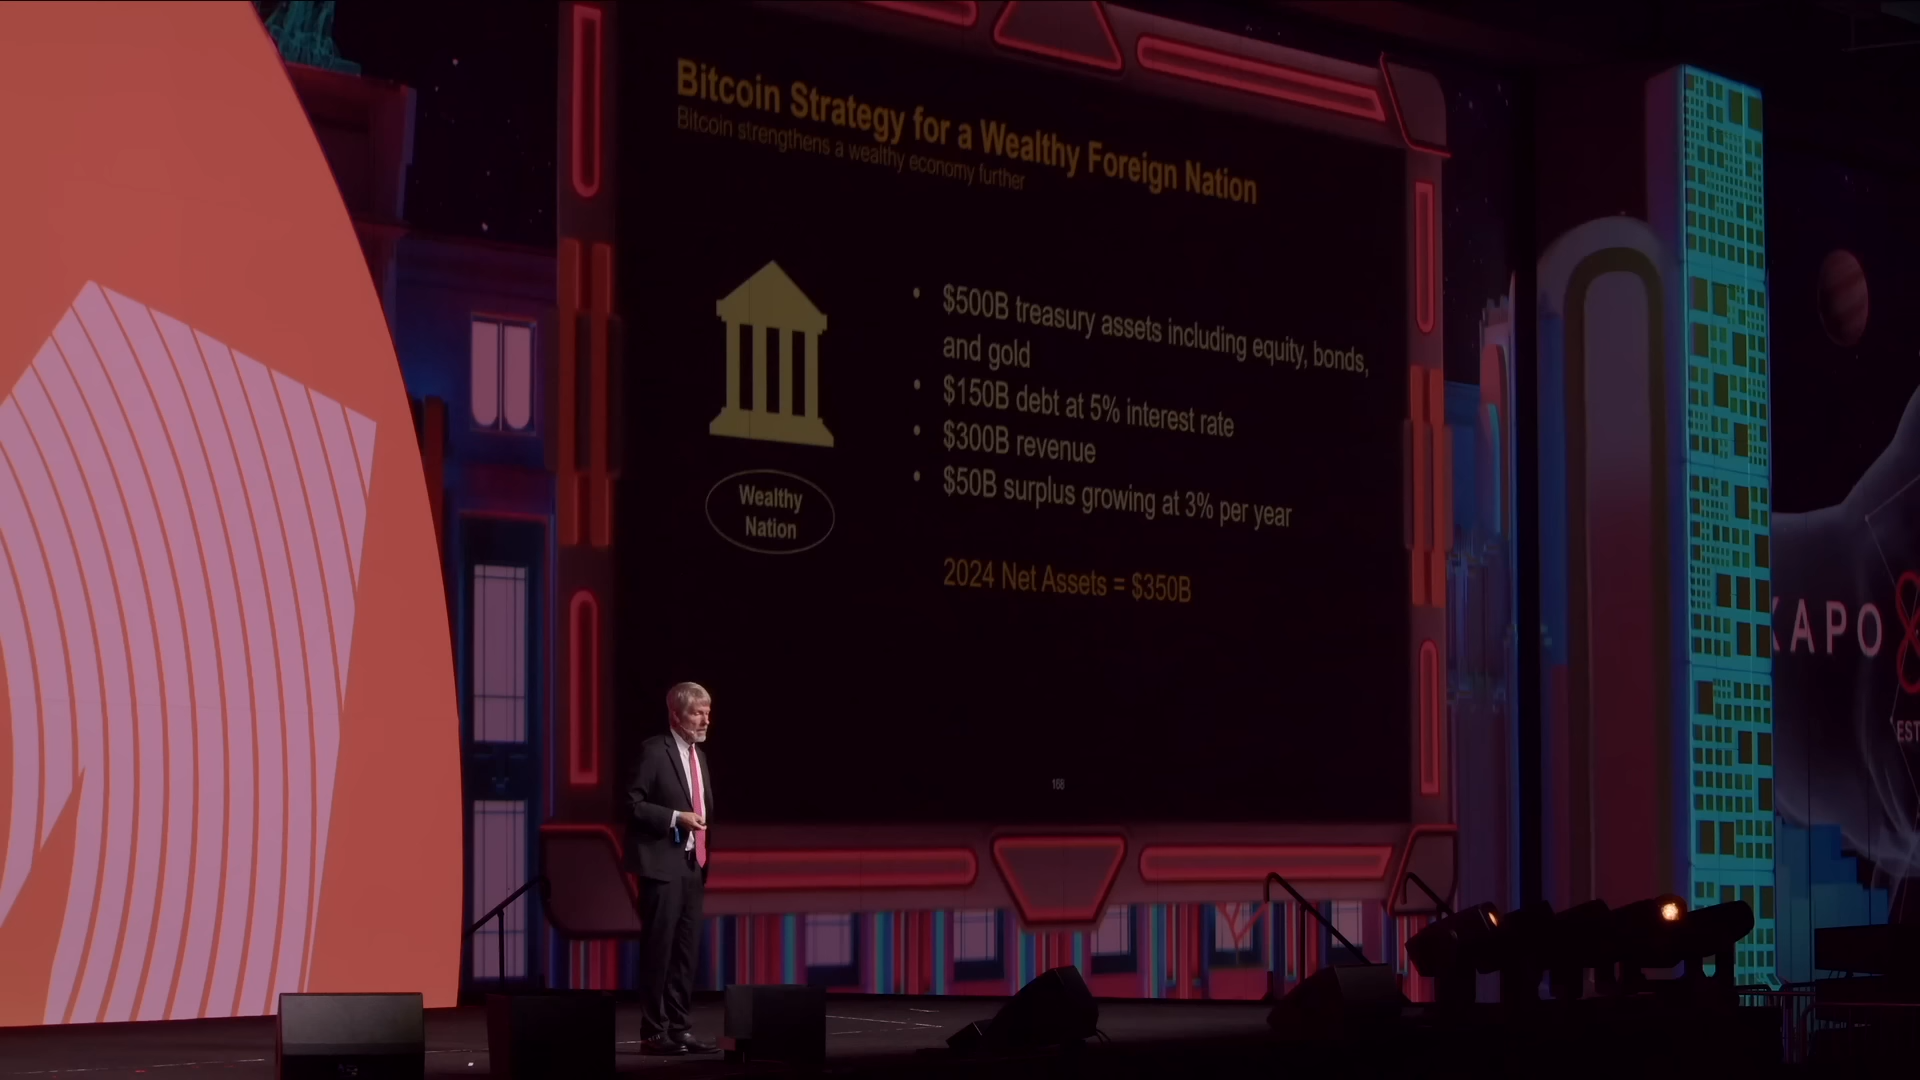 Bitcoin Strategy for a Wealthy Foreign Nation
Bitcoin strengthens a wealthy economy further
• $500B treasury assets including equity, bonds,
and gold
• $150B debt at 5% interest rate
• $300B revenue
• $50B surplus growing at 3% per year
Wealthy
Nation
2024 Net Assets = $350B
168
KAPO
EST